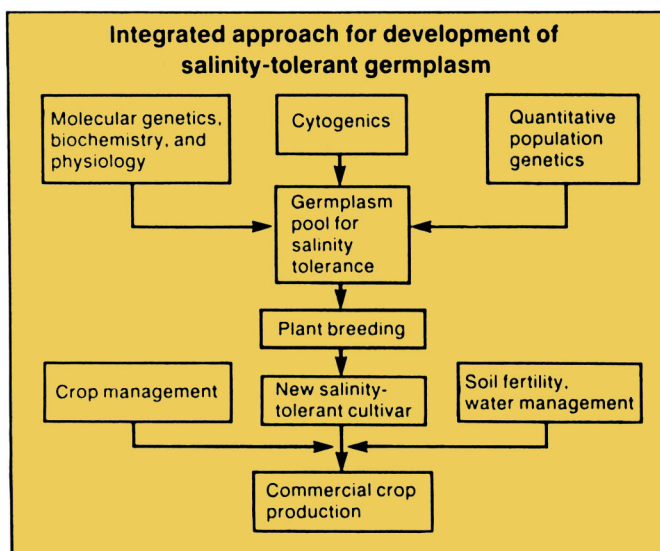 Integrated approach for development of
salinity-tolerant germplasm
Molecular genetics,
biochemistry, and
physiology
Cytogenics
Quantitative
population
genetics
Germplasm
pool for
salinity
tolerance
Plant breeding
Crop management
New salinity-
tolerant cultivar
Soil fertility,
water management
Commercial crop
production